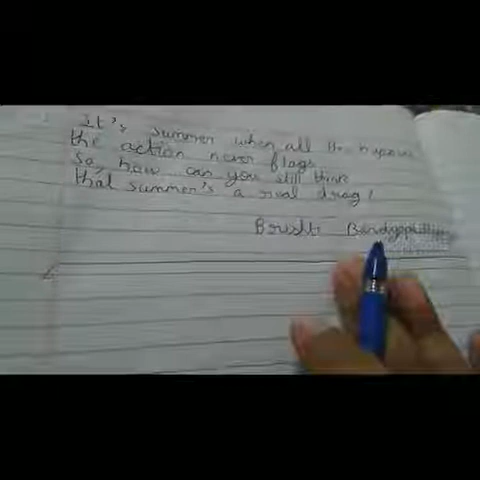 It's summer when all the happens
the action never flags
so, how can you still think
that summer's a real drag!
Brishti